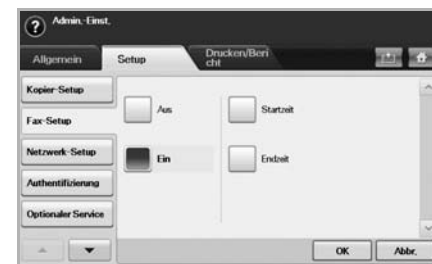 Admin.-Einst.
Allgemein
Setup
Drucken/Beri
cht
Kopier-Setup
Fax-Setup
Netzwerk-Setup
Authentifizierung
Optionaler Service
Aus
Ein
Startzeit
Endzeit
OK
Abbr.